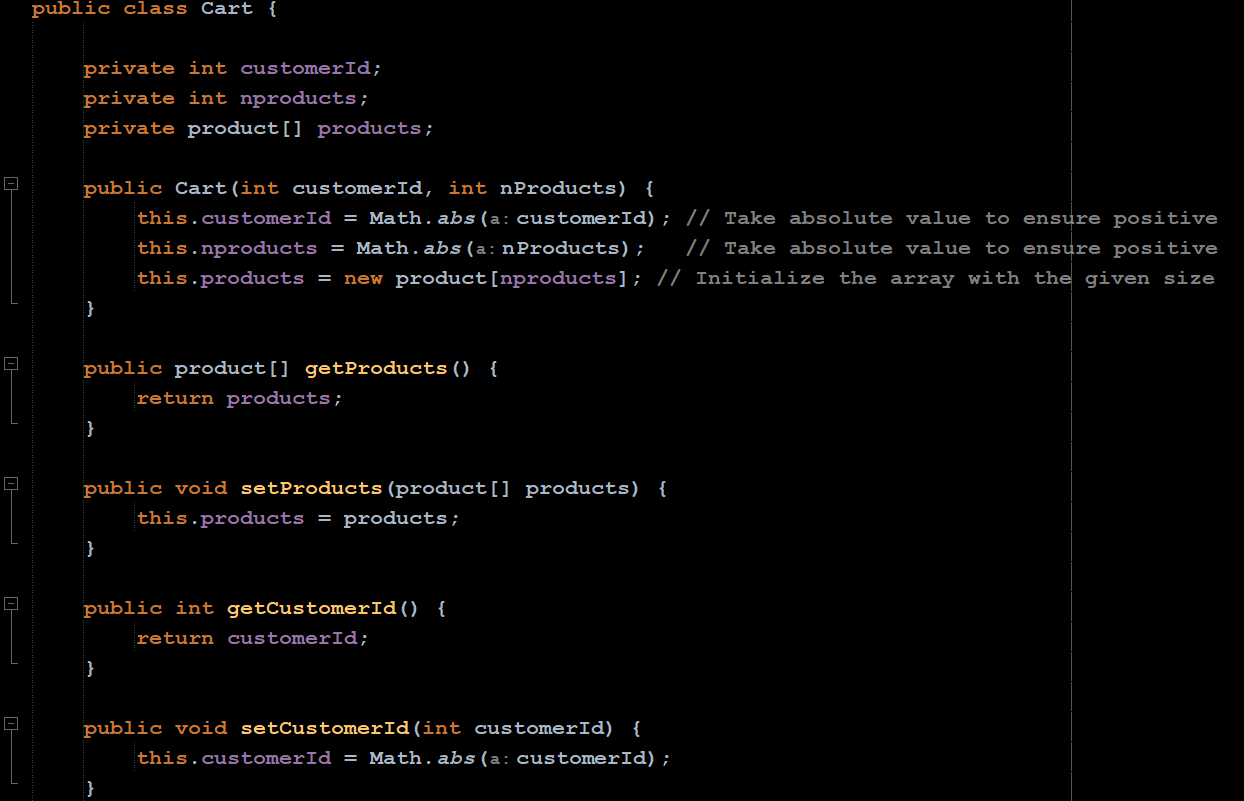 public class Cart {
private int customerId;
private int nproducts;
private product[] products;
public Cart(int customerId, int nProducts) {
this.customerId = Math.abs( a: customerId); // Take absolute value to ensure positive
this.nproducts = Math.abs( a: nProducts);   // Take absolute value to ensure positive
this.products = new product[nproducts]; // Initialize the array with the given size
}
public product[] getProducts() {
return products;
}
public void setProducts(product[] products) {
this.products = products;
}
public int getCustomerId() {
return customerId;
}
public void setCustomerId(int customerId) {
this.customerId = Math.abs( a: customerId);
}